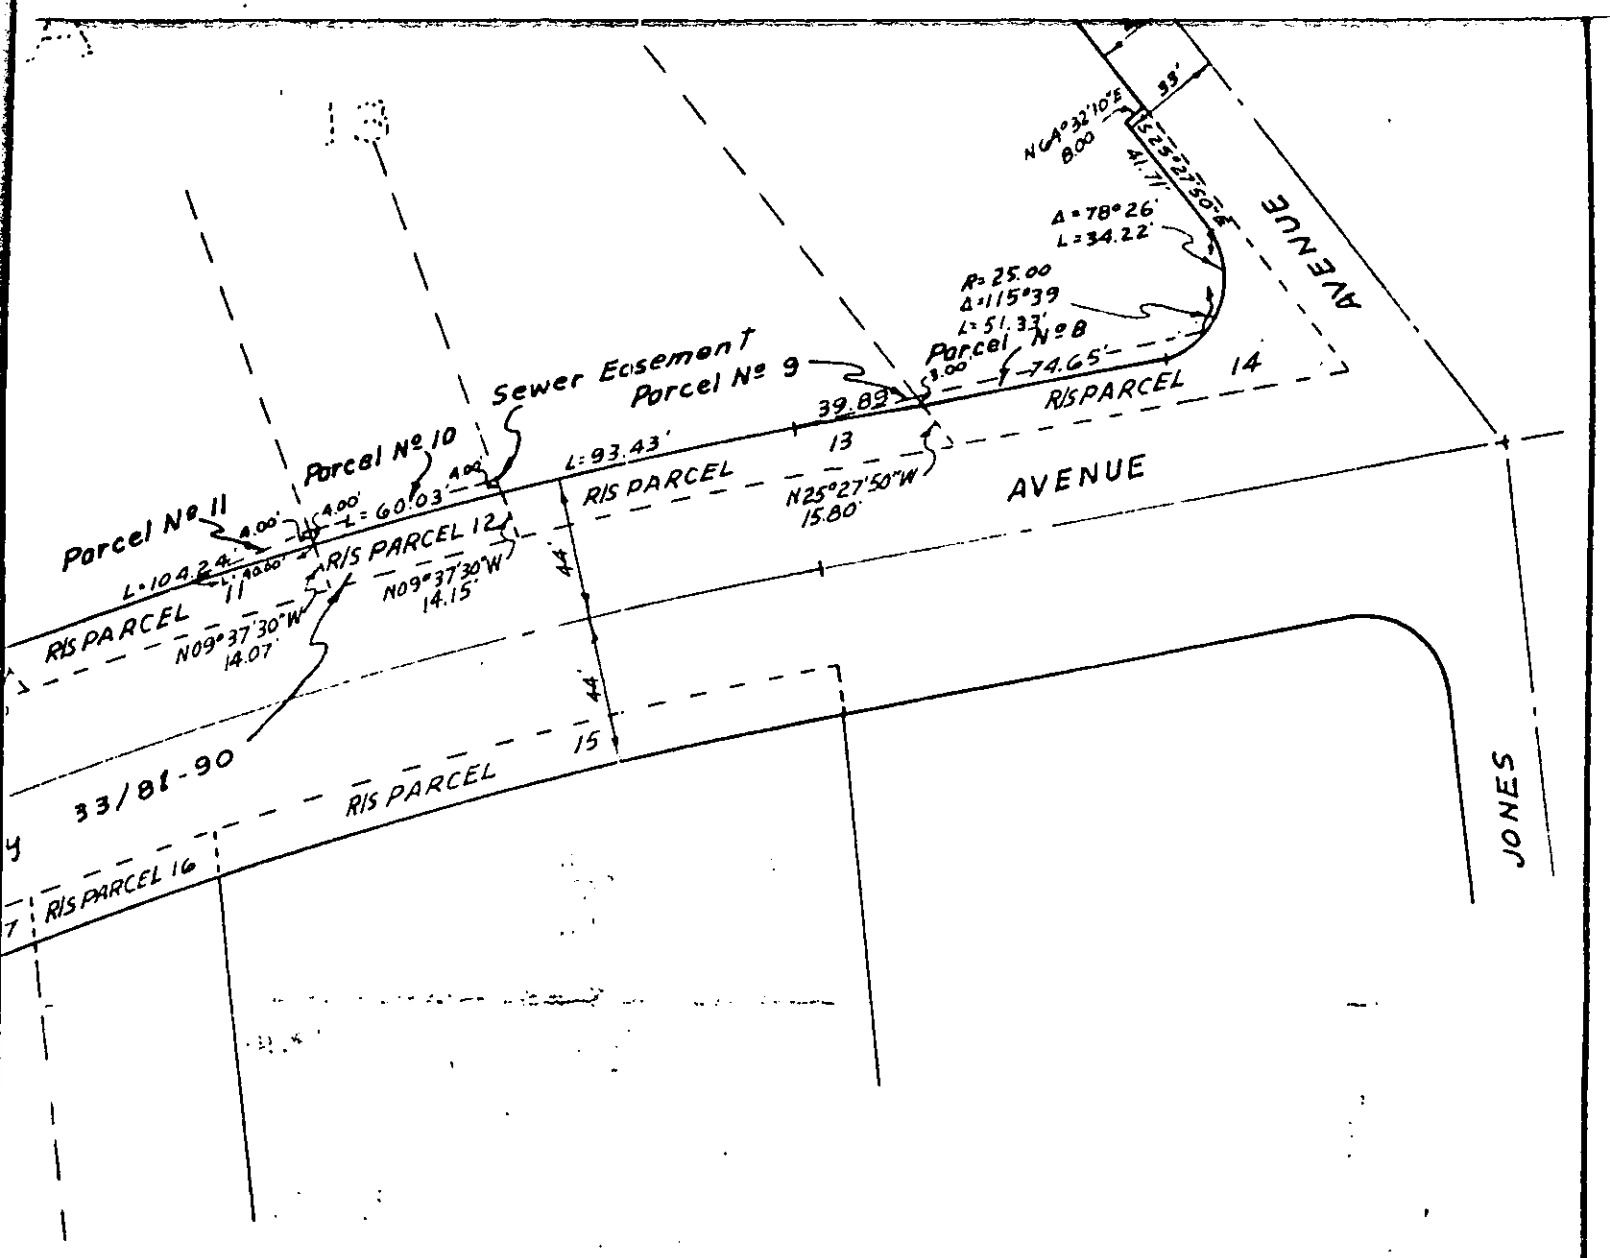 13
33'
N64°32'10"E
8.00
S25°27'50"E
41.71'
AVENUE
Δ=78°26'
L=34.22'
R=25.00
Δ=115°39
L=51.33'
Parcel Nº 8
3.00'
74.65'
R/S PARCEL 14
Sewer Easement
Parcel Nº 9
39.89
L=93.43'
R/S PARCEL 13
N25°27'50"W
15.80'
AVENUE
Parcel Nº 10
4.00'
4.00'
L=60.03'
R/S PARCEL 12
N09°37'30"W
14.15'
Parcel Nº 11
4.00'
L=104.24'
L=40.00'
R/S PARCEL 11
N09°37'30"W
14.07'
44'
44'
33/81-90
R/S PARCEL 15
y
R/S PARCEL 16
7
JONES